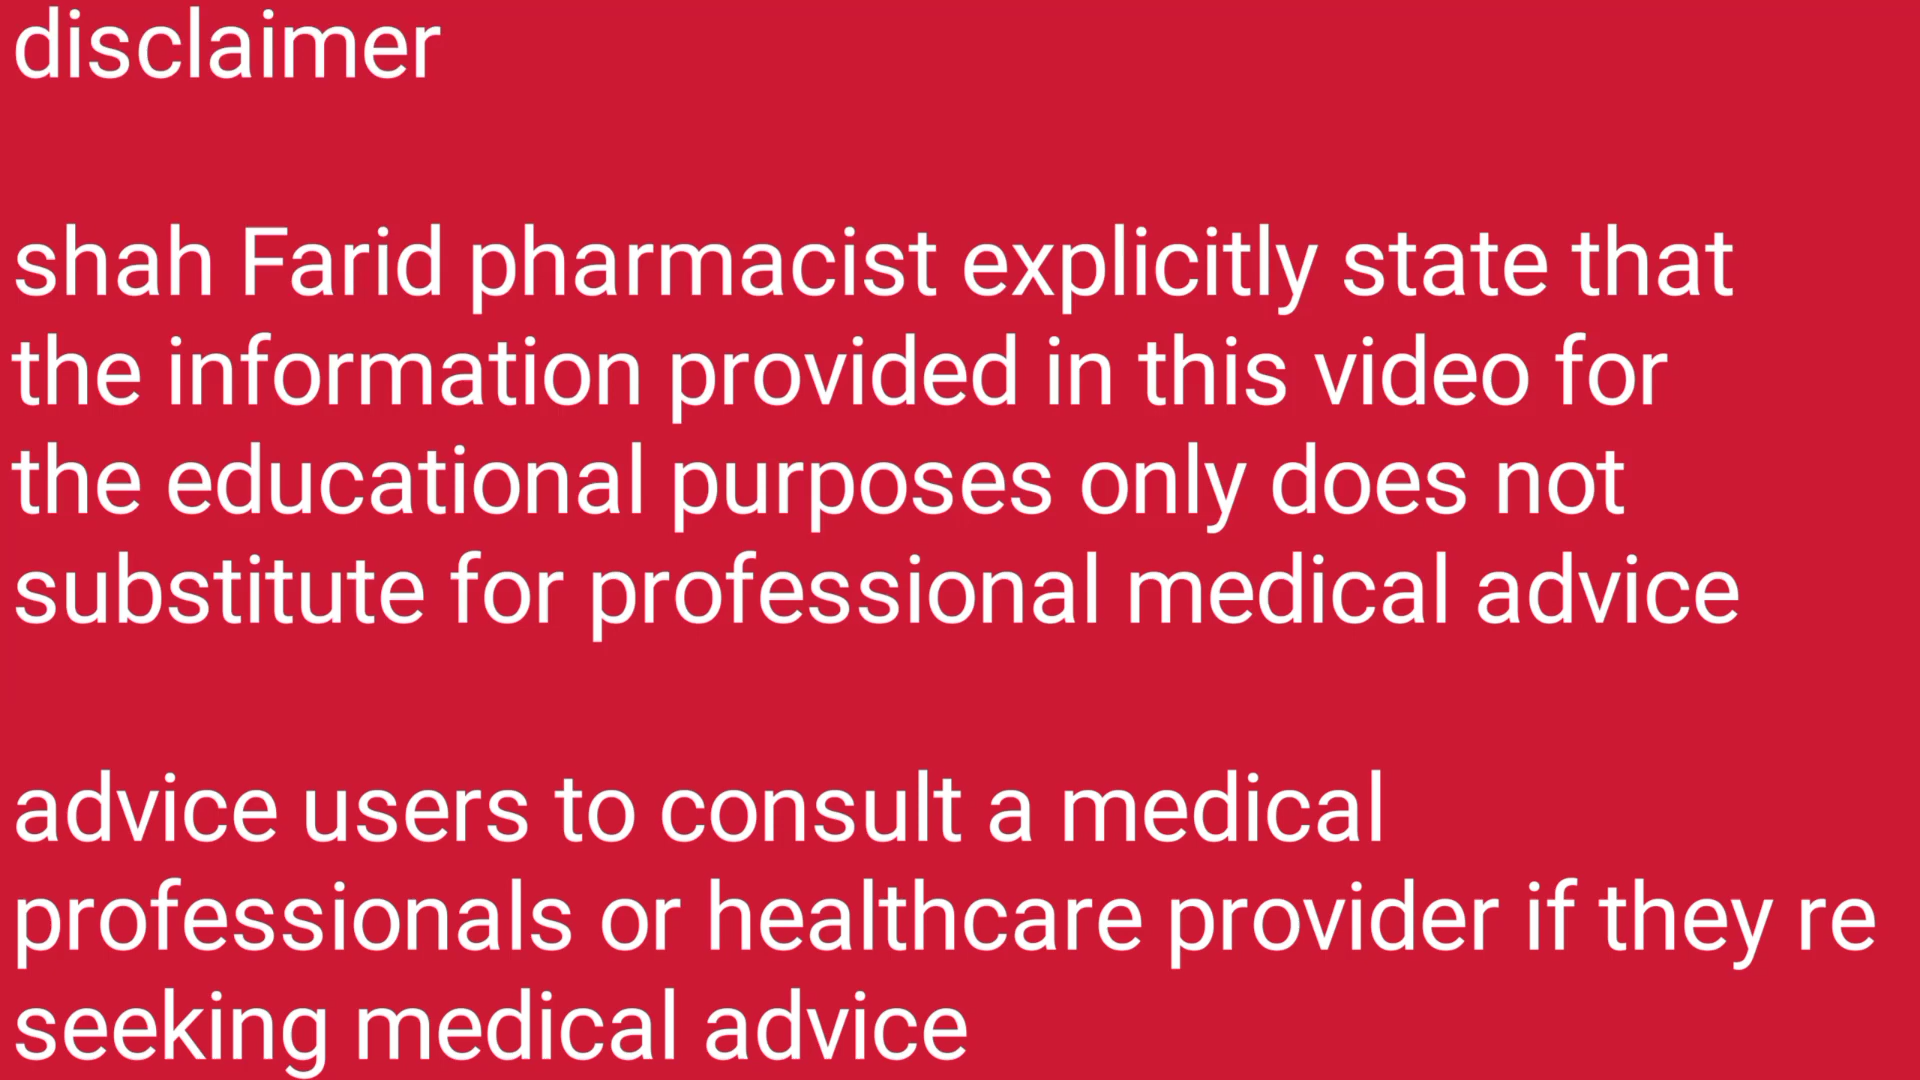 disclaimer
shah Farid pharmacist explicitly state that
the information provided in this video for
the educational purposes only does not
substitute for professional medical advice
advice users to consult a medical
professionals or healthcare provider if they re
seeking medical advice